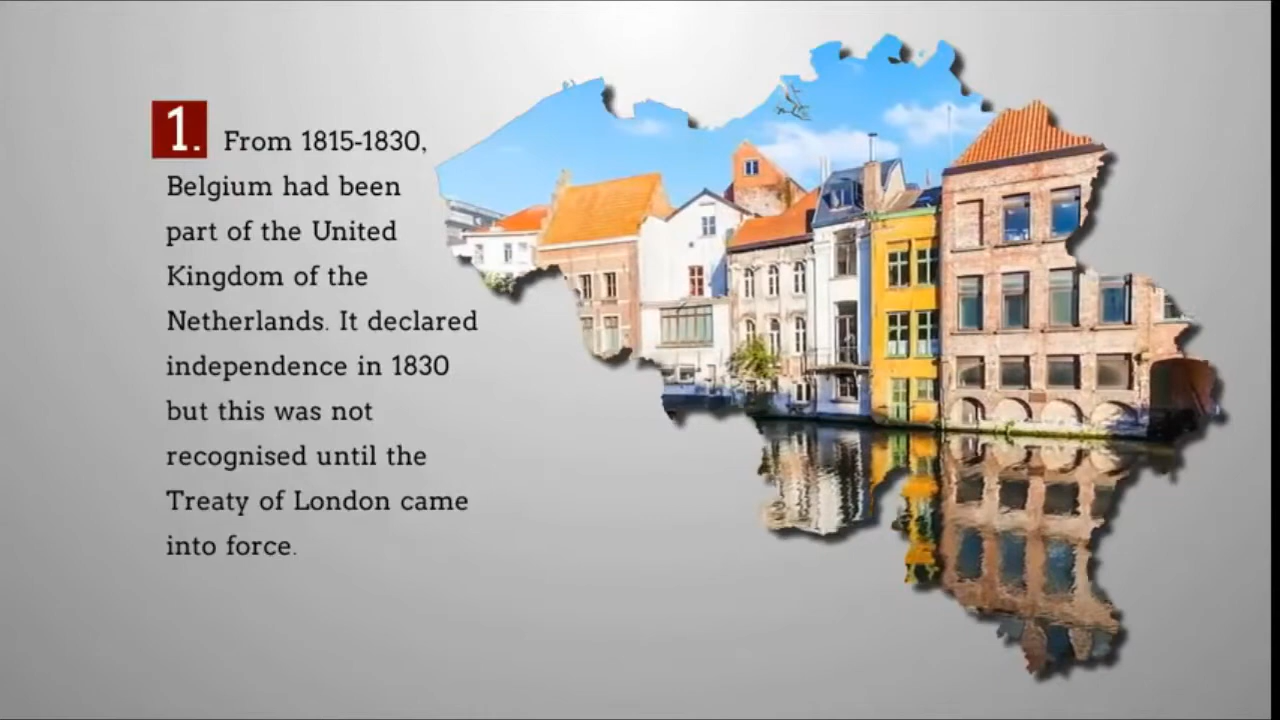 1. From 1815-1830,
Belgium had been
part of the United
Kingdom of the
Netherlands. It declared
independence in 1830
but this was not
recognised until the
Treaty of London came
into force.